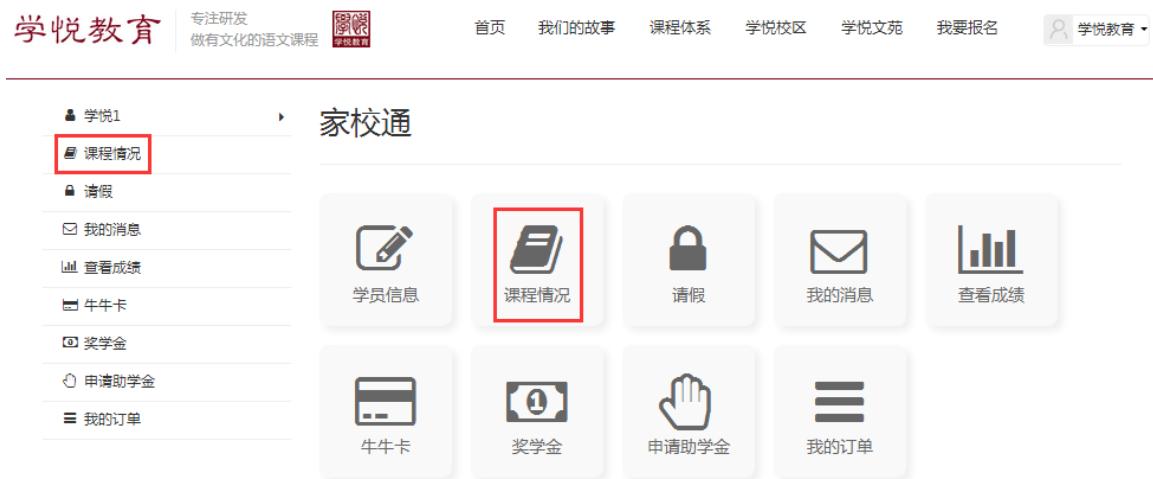 学悦教育
专注研发
做有文化的语文课程
學悦
学悦教育
首页 我们的故事 课程体系 学悦校区 学悦文苑 我要报名
学悦教育
学悦1
课程情况
请假
我的消息
查看成绩
牛牛卡
奖学金
申请助学金
我的订单
家校通
学员信息 课程情况 请假 我的消息 查看成绩
牛牛卡 奖学金 申请助学金 我的订单